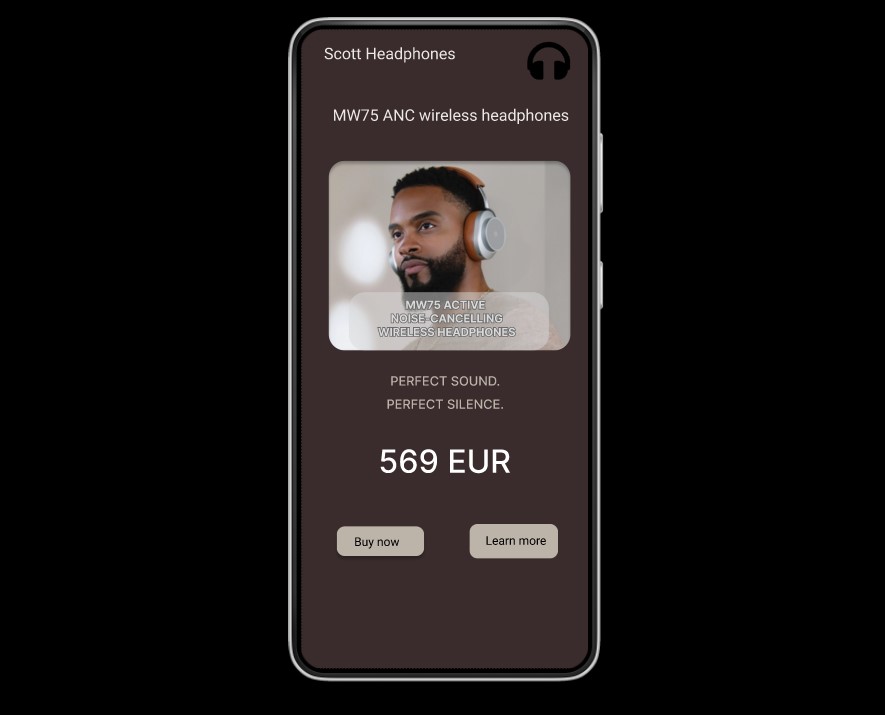 Scott Headphones
MW75 ANC wireless headphones
MW75 ACTIVE
NOISE-CANCELLING
WIRELESS HEADPHONES
PERFECT SOUND.
PERFECT SILENCE.
569 EUR
Buy now
Learn more